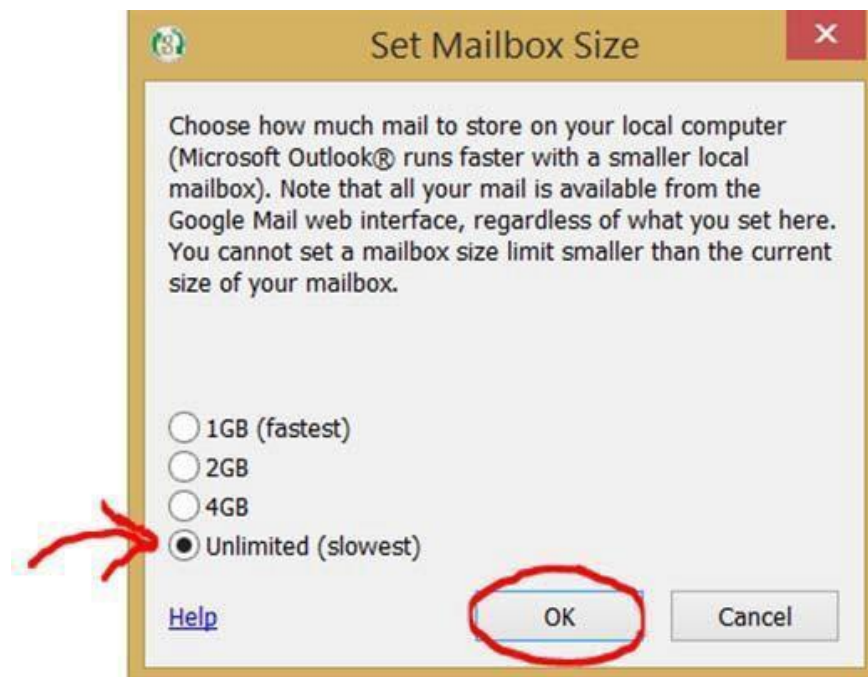 Set Mailbox Size
Choose how much mail to store on your local computer
(Microsoft Outlook® runs faster with a smaller local
mailbox). Note that all your mail is available from the
Google Mail web interface, regardless of what you set here.
You cannot set a mailbox size limit smaller than the current
size of your mailbox.
1GB (fastest)
2GB
4GB
Unlimited (slowest)
Help
OK
Cancel